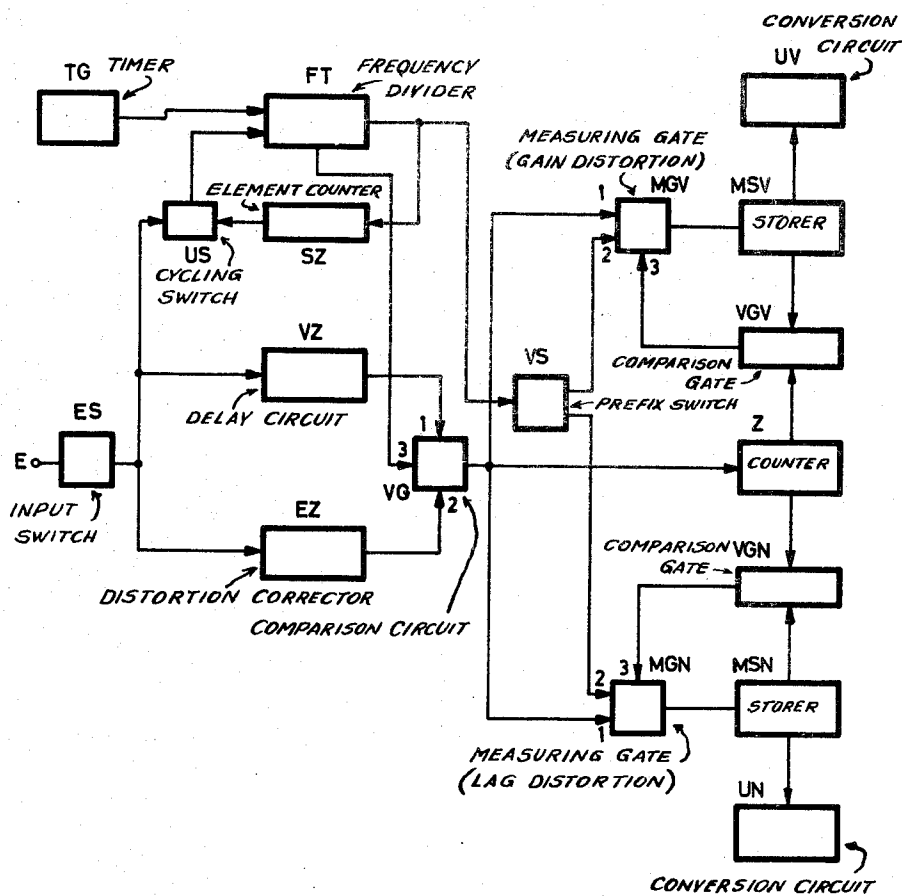 CONVERSION
CIRCUIT
UV
TG
TIMER
FT
FREQUENCY
DIVIDER
MEASURING GATE
(GAIN DISTORTION)
MGV
MSV
STORER
1
2
3
ELEMENT COUNTER
SZ
US
CYCLING
SWITCH
VGV
COMPARISON
GATE
VZ
DELAY CIRCUIT
VS
PREFIX SWITCH
ES
E
INPUT
SWITCH
1
3
2
VG
Z
COUNTER
EZ
DISTORTION CORRECTOR
COMPARISON CIRCUIT
VGN
COMPARISON
GATE
MGN
MSN
STORER
3
2
1
MEASURING GATE
(LAG DISTORTION)
UN
CONVERSION CIRCUIT